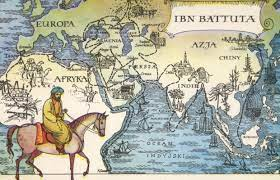 EUROPA
IBN BATTUTA
AZJA
CHINY
AFRYKA
INDIE
OCEAN
INDYJSKI